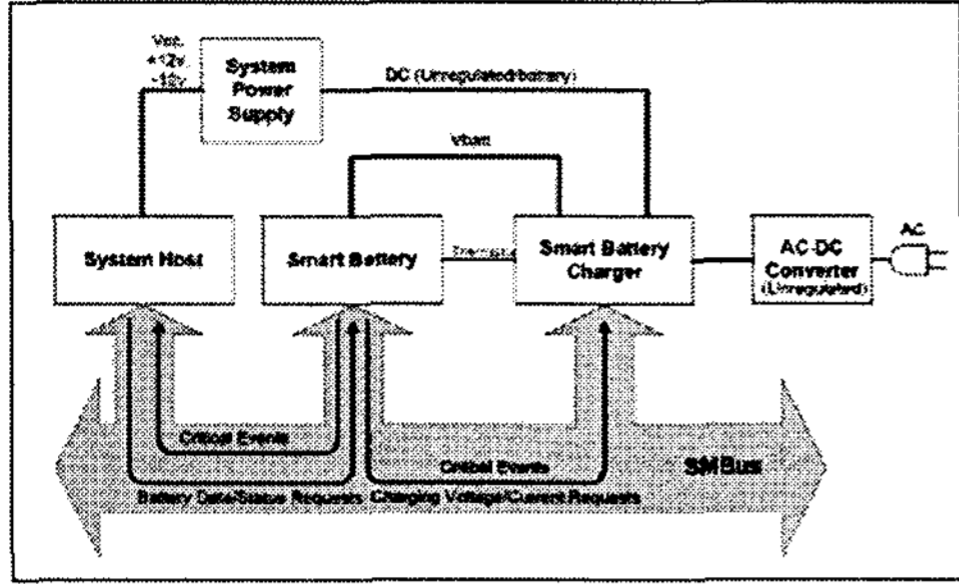 +12v
-12v
System
Power
Supply
DC (Unregulated/battery)
Vbatt
System Host
Smart Battery
Smart Battery
Charger
AC-DC
Converter
(Unregulated)
AC
Critical Events
Critical Events
SMBus
Battery Data/Status Requests
Charging Voltage/Current Requests